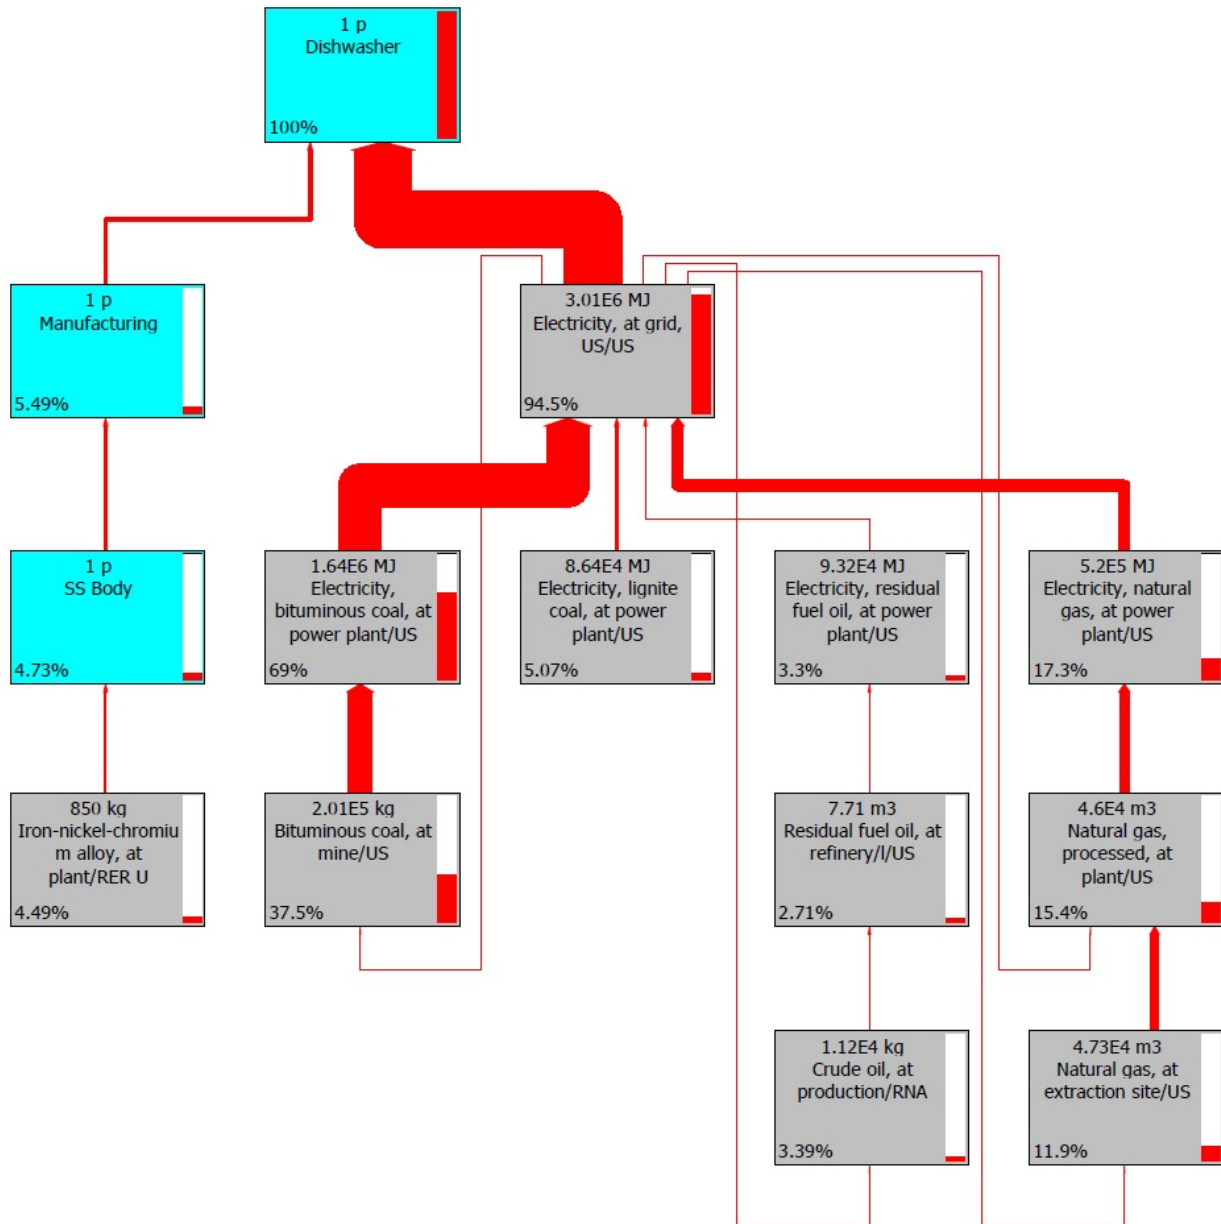 1 p
Dishwasher
100%
1 p
Manufacturing
5.49%
3.01E6 MJ
Electricity, at grid,
US/US
94.5%
1 p
SS Body
4.73%
1.64E6 MJ
Electricity,
bituminous coal, at
power plant/US
69%
8.64E4 MJ
Electricity, lignite
coal, at power
plant/US
5.07%
9.32E4 MJ
Electricity, residual
fuel oil, at power
plant/US
3.3%
5.2E5 MJ
Electricity, natural
gas, at power
plant/US
17.3%
850 kg
Iron-nickel-chromiu
m alloy, at
plant/RER U
4.49%
2.01E5 kg
Bituminous coal, at
mine/US
37.5%
7.71 m3
Residual fuel oil, at
refinery/l/US
2.71%
4.6E4 m3
Natural gas,
processed, at
plant/US
15.4%
1.12E4 kg
Crude oil, at
production/RNA
3.39%
4.73E4 m3
Natural gas, at
extraction site/US
11.9%